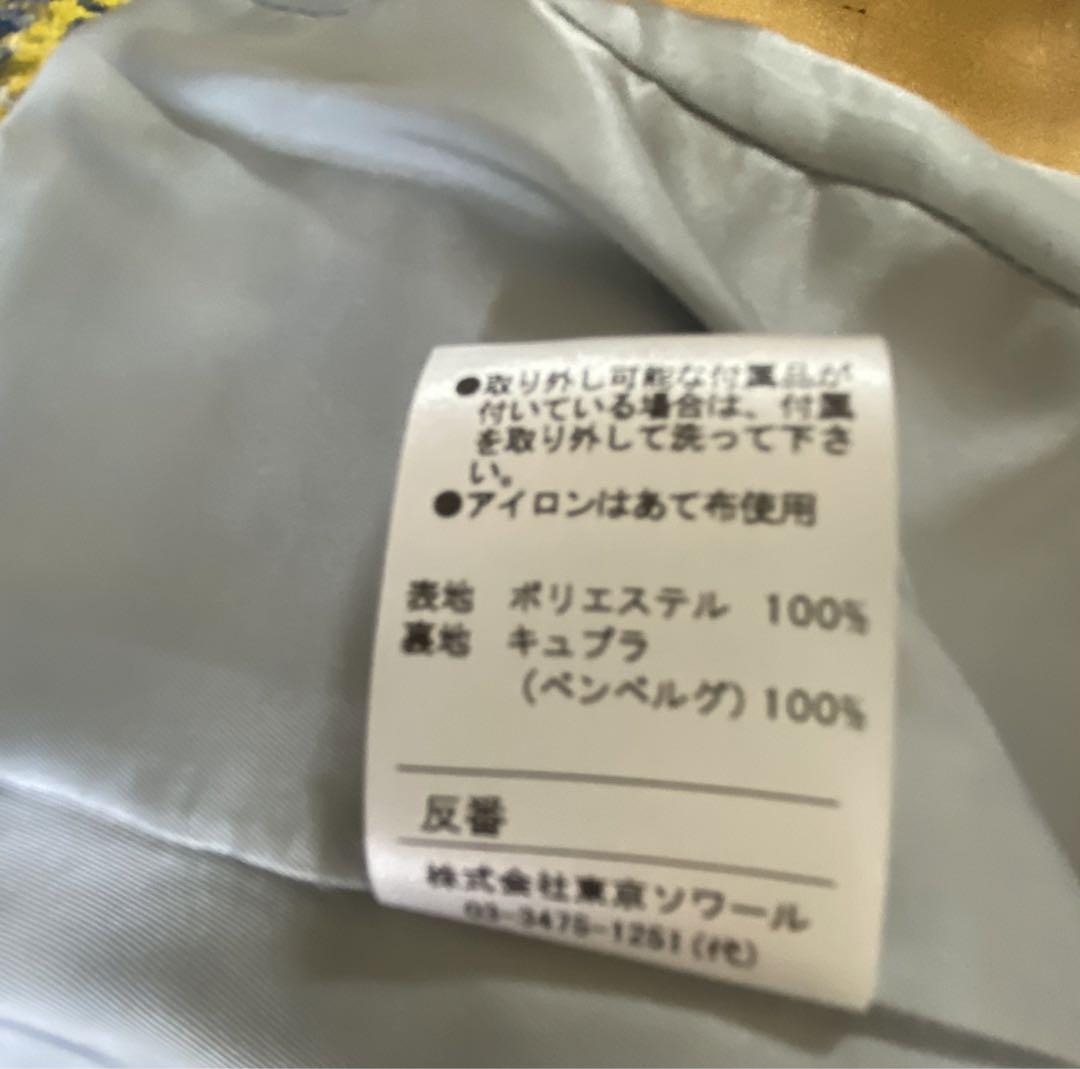 ●取り外し可能な付属品が
付いている場合は、付属
を取り外して洗って下さ
い。
●アイロンはあて布使用
表地 ポリエステル 100%
裏地 キュプラ
(ベンベルグ) 100%
反番
株式会社東京ソワール
03-3475-1251(代)